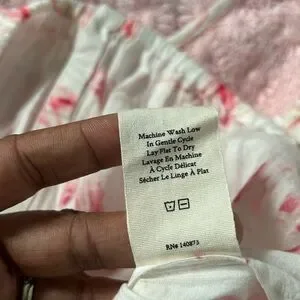 Machine Wash Low
In Gentle Cycle
Lay Flat To Dry
Lavage En Machine
À Cycle Délicat
Sécher Le Linge À Plat
RN# 140873